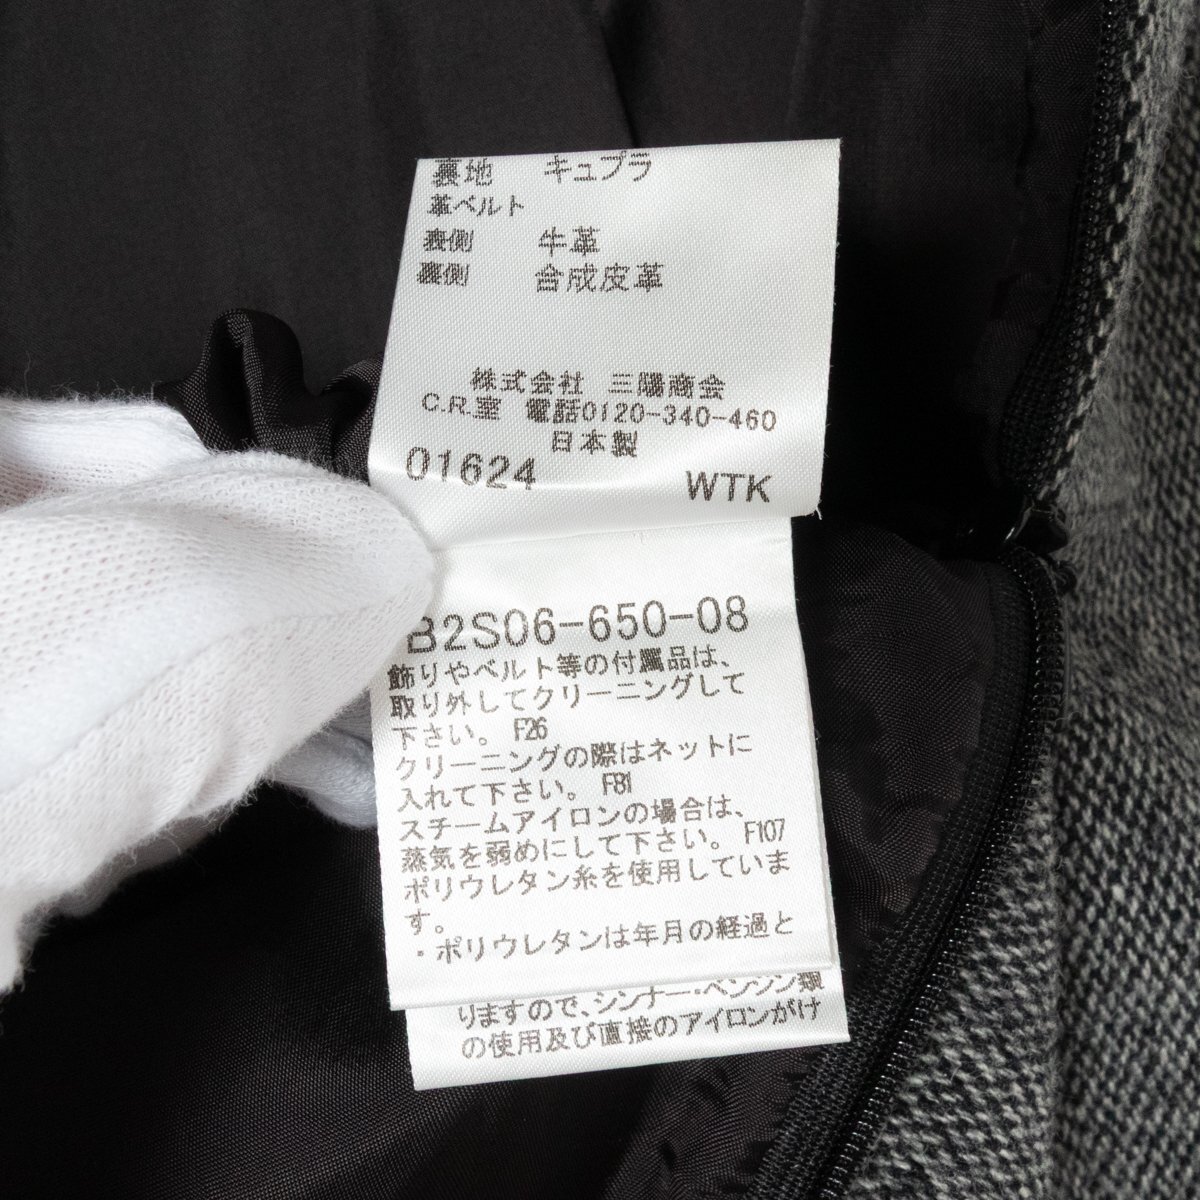 裏地 キュプラ
革ベルト
表側 牛革
裏側 合成皮革
株式会社 三陽商会
C.R.室 電話0120-340-460
日本製
01624 WTK
B2S06-650-08
飾りやベルト等の付属品は、
取り外してクリーニングして
下さい。 F26
クリーニングの際はネットに
入れて下さい。 F81
スチームアイロンの場合は、
蒸気を弱めにして下さい。 F107
ポリウレタン糸を使用していま
す。
・ポリウレタンは年月の経過と
りますので、シンナー・ベンジン類
の使用及び直接のアイロンがけ